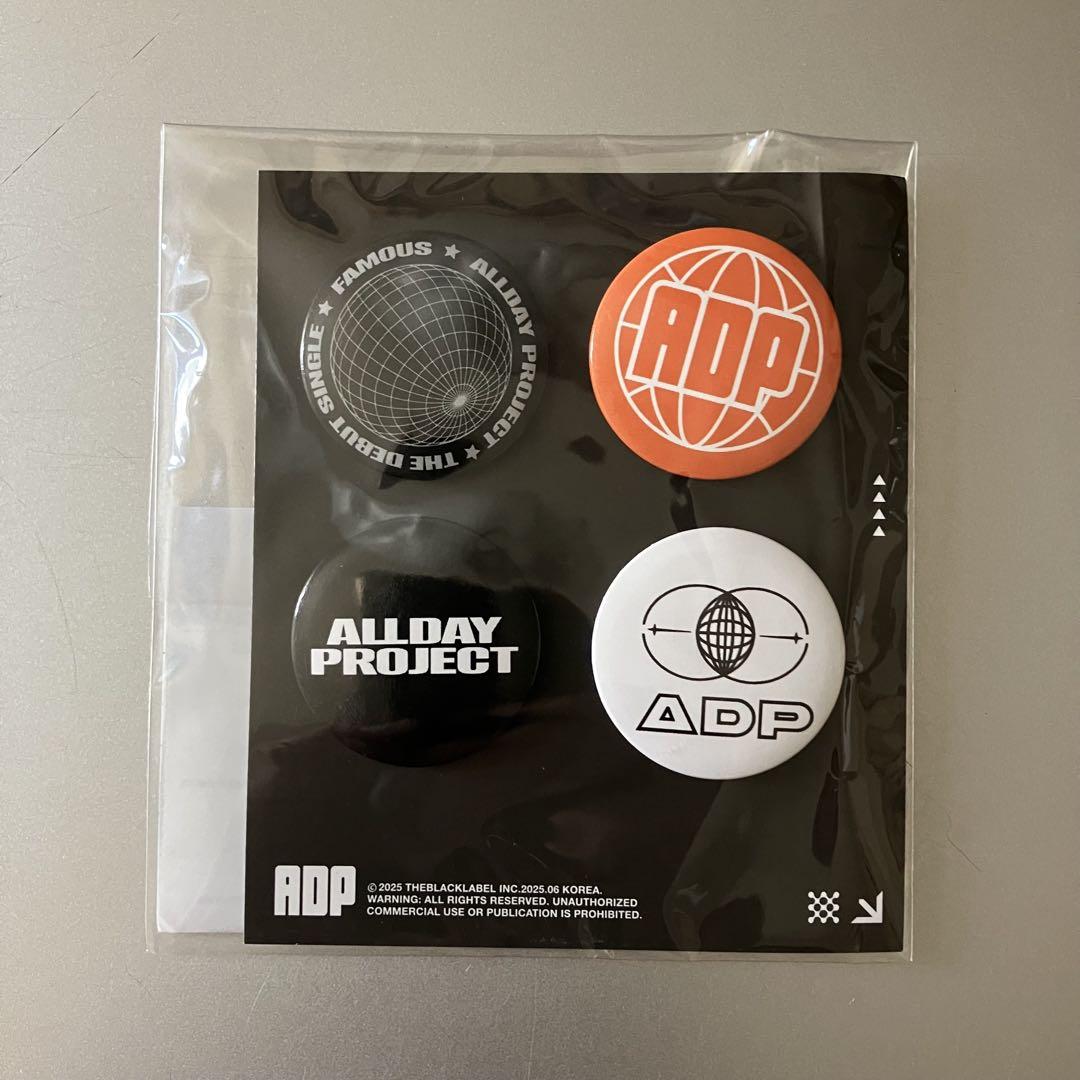 FAMOUS ★ ALLDAY PROJECT ★ THE DEBUT SINGLE ★
ADP
ALLDAY
PROJECT
ADP
ADP
© 2025 THEBLACKLABEL INC.2025.06 KOREA.
WARNING: ALL RIGHTS RESERVED. UNAUTHORIZED
COMMERCIAL USE OR PUBLICATION IS PROHIBITED.